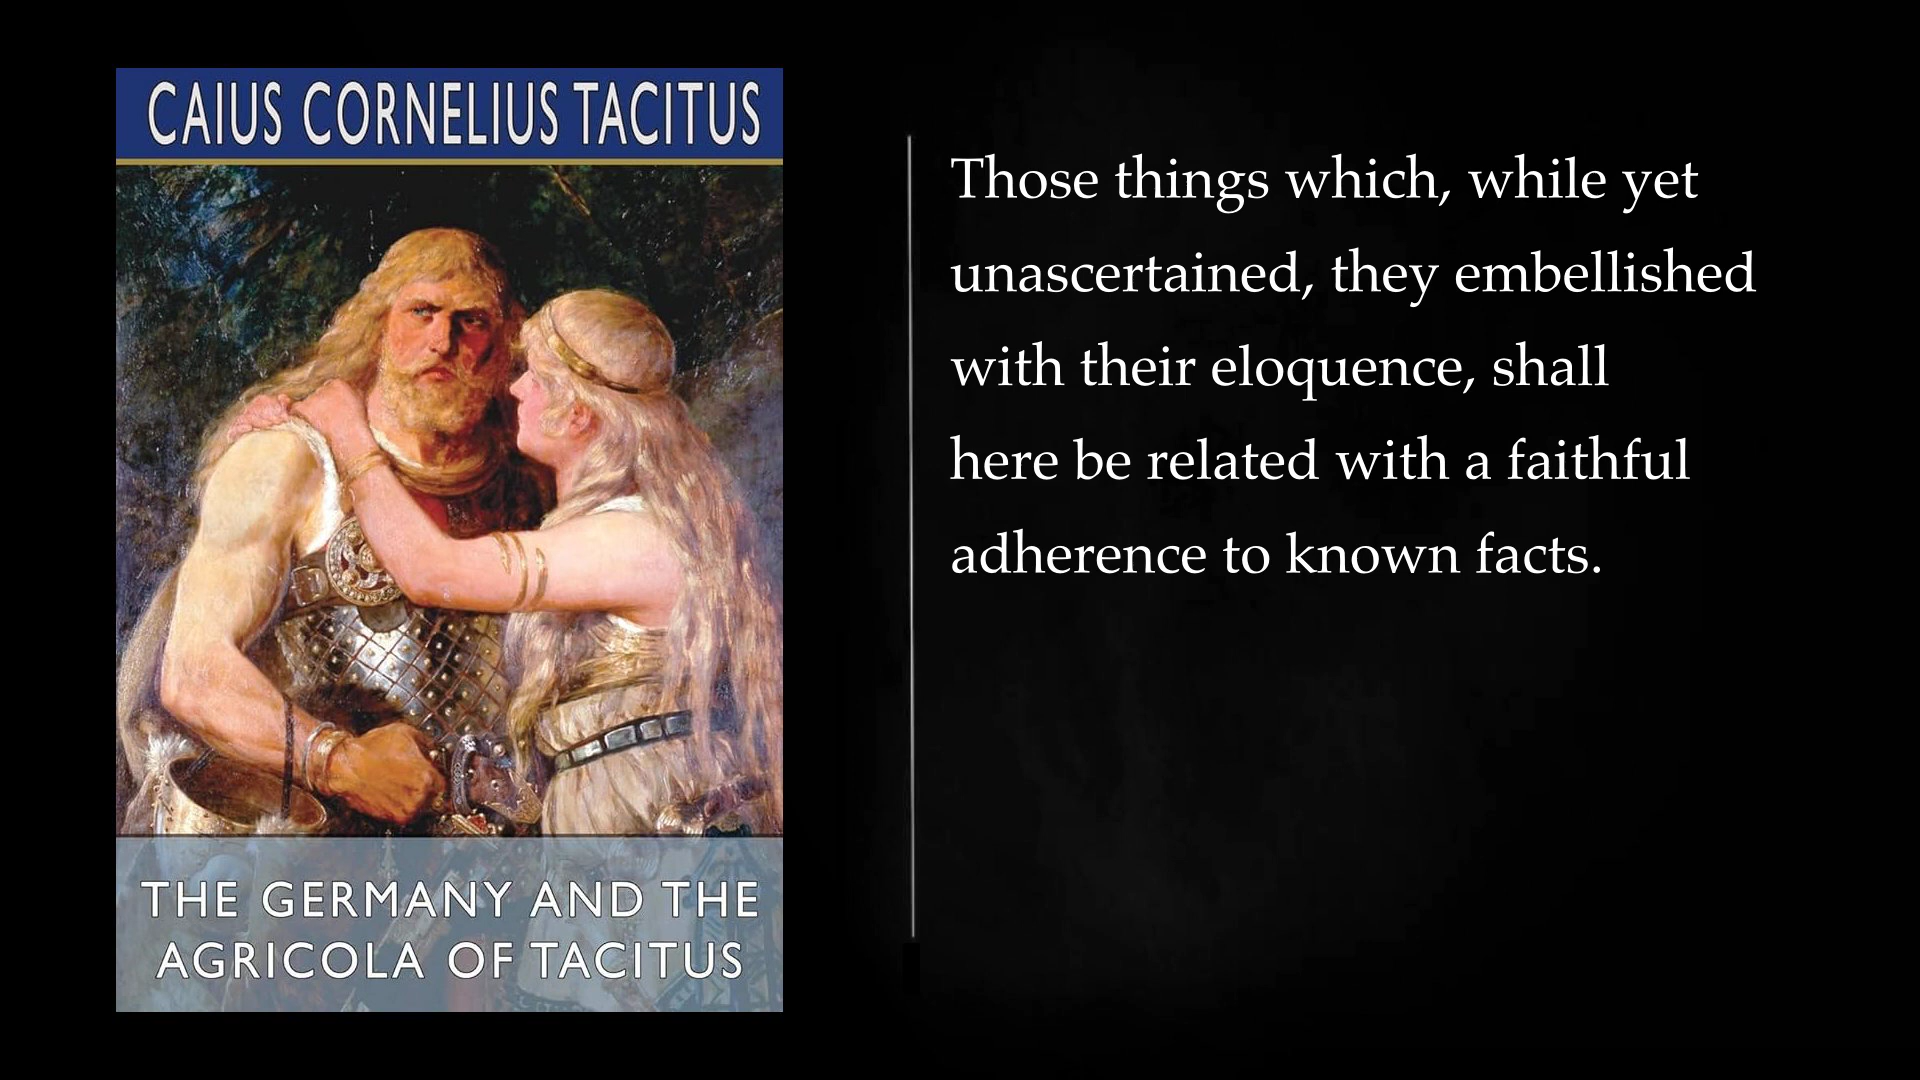 CAIUS CORNELIUS TACITUS
THE GERMANY AND THE
AGRICOLA OF TACITUS
Those things which, while yet
unascertained, they embellished
with their eloquence, shall
here be related with a faithful
adherence to known facts.